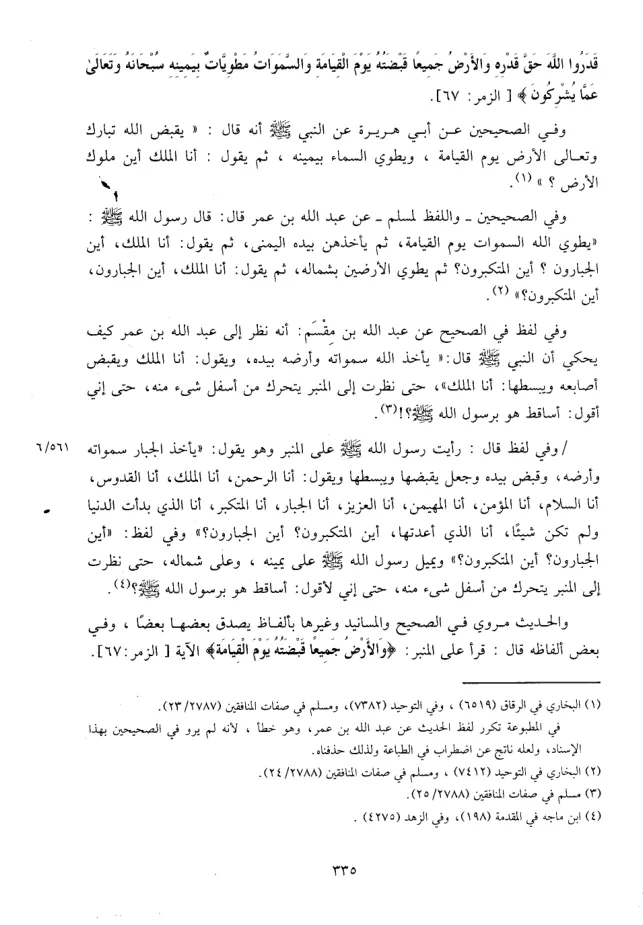 قَدَرُوا اللَّهَ حَقَّ قَدْرِهِ وَالأَرْضُ جَمِيعًا قَبْضَتُهُ يَوْمَ الْقِيَامَةِ وَالسَّمَوَاتُ مَطْوِيَّاتٌ بِيَمِينِهِ سُبْحَانَهُ وَتَعَالَىٰ
عَمَّا يُشْرِكُونَ ﴾ [ الزمر: ٦٧].
وفـي الصحيحين عـن أبـي هـريـرة عن النبي ﷺ أنه قال : « يقبض الله تبارك
وتعـالى الأرض يوم القيامة ، ويطوي السماء بيمينه ، ثم يقول : أنا الملك أين ملوك
الأرض ؟ » (١).
وفي الصحيحين ـ واللفظ لمسلم ـ عن عبد الله بن عمر قال: قال رسول الله ﷺ :
«يطوي الله السموات يوم القيامة، ثم يأخذهن بيده اليمنى، ثم يقول: أنا الملك، أين
الجبارون ؟ أين المتكبرون؟ ثم يطوي الأرضين بشماله، ثم يقول: أنا الملك، أين الجبارون،
أين المتكبرون؟» (٢).
وفي لفظ في الصحيح عن عبد الله بن مِقْسَم: أنه نظر إلى عبد الله بن عمر كيف
يحكي أن النبي ﷺ قال:« يأخذ الله سمواته وأرضه بيده، ويقول: أنا الملك ويقبض
أصابعه ويبسطها: أنا الملك»، حتى نظرت إلى المنبر يتحرك من أسفل شىء منه، حتى إني
أقول: أساقط هو برسول الله ﷺ؟!(٣).
/ وفي لفظ قال : رأيت رسول الله ﷺ على المنبر وهو يقول: «يأخذ الجبار سمواته
٦/٥٦١
وأرضه، وقبض بيده وجعل يقبضها ويبسطها ويقول: أنا الرحمن، أنا الملك، أنا القدوس،
أنا السلام، أنا المؤمن، أنا المهيمن، أنا العزيز، أنا الجبار، أنا المتكبر، أنا الذي بدأت الدنيا
ولم تكن شيئًا، أنا الذي أعدتها، أين المتكبرون؟ أين الجبارون؟» وفي لفظ: «أين
الجبارون؟ أين المتكبرون؟» ويميل رسول الله ﷺ على يمينه ، وعلى شماله، حتى نظرت
إلى المنبر يتحرك من أسفل شىء منه، حتى إني لأقول: أساقط هو برسول الله ﷺ؟(٤).
والحديث مـروي فـي الصحيح والمسانيد وغيرها بألفـاظ يصدق بعضهـا بعضًا ، وفـي
بعض ألفاظه قال : قرأ على المنبر: ﴿وَالأَرْضُ جَمِيعًا قَبْضَتُهُ يَوْمَ الْقِيَامَةِ﴾ الآية [ الزمر:٦٧].
(١) البخاري في الرقاق (٦٥١٩) ، وفي التوحيد (٧٣٨٢)، ومسلم في صفات المنافقين (٢٣/٢٧٨٧).
في المطبوعة تكرر لفظ الحديث عن عبد الله بن عمر، وهو خطأ ، لأنه لم يرو في الصحيحين بهذا
الإسناد، ولعله ناتج عن اضطراب في الطباعة ولذلك حذفناه.
(٢) البخاري في التوحيد (٧٤١٢) ، ومسلم في صفات المنافقين (٢٤/٢٧٨٨).
(٣) مسلم في صفات المنافقين (٢٥/٢٧٨٨).
(٤) ابن ماجه في المقدمة (١٩٨)، وفي الزهد (٤٢٧٥) .
٣٣٥